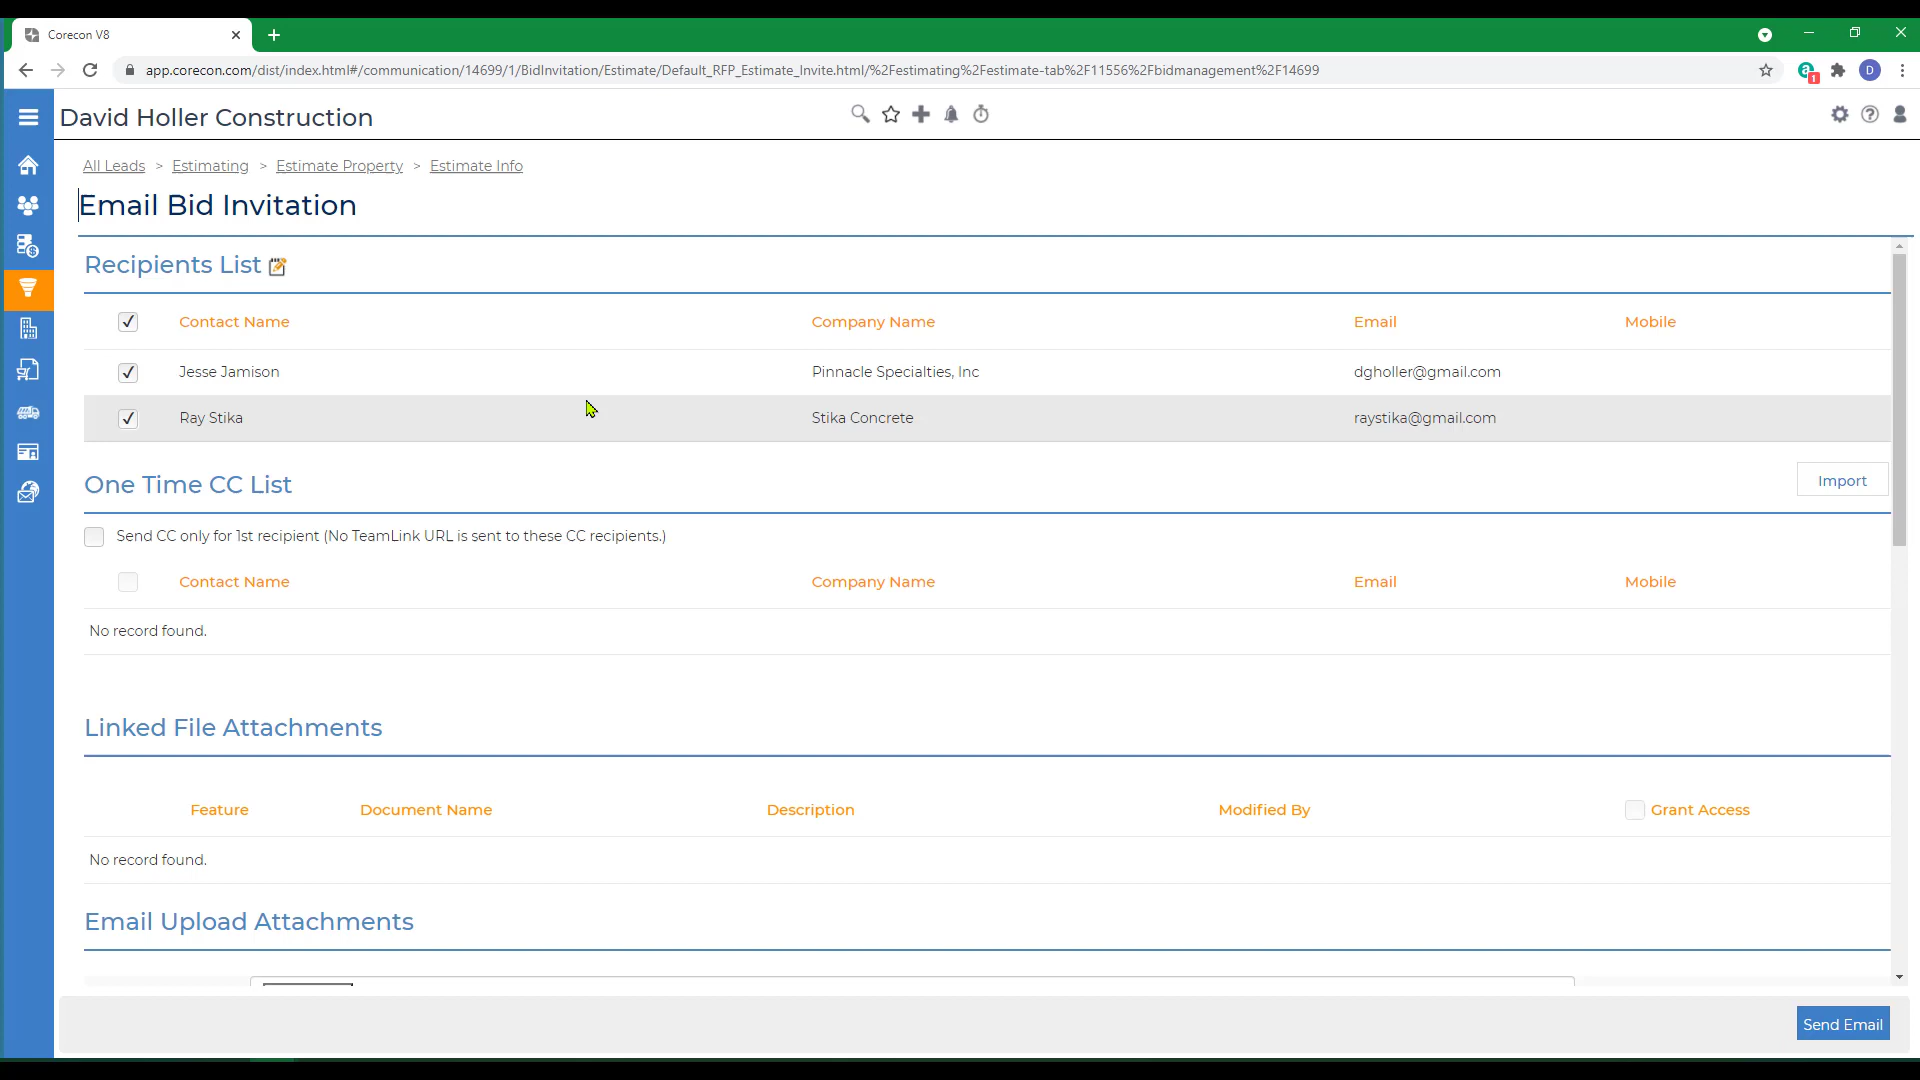 Corecon V8
app.corecon.com/dist/index.html#/communication/14699/1/BidInvitation/Estimate/Default_RFP_Estimate_Invite.html/%2Festimating%2Festimate-tab%2F11556%2Fbidmanagement%2F14699
1
D
David Holler Construction
All Leads > Estimating > Estimate Property > Estimate Info
Email Bid Invitation
Recipients List
Contact Name Company Name Email Mobile
Jesse Jamison Pinnacle Specialties, Inc dgholler@gmail.com
Ray Stika Stika Concrete raystika@gmail.com
One Time CC List
Import
Send CC only for 1st recipient (No TeamLink URL is sent to these CC recipients.)
Contact Name Company Name Email Mobile
No record found.
Linked File Attachments
Feature Document Name Description Modified By Grant Access
No record found.
Email Upload Attachments
Send Email